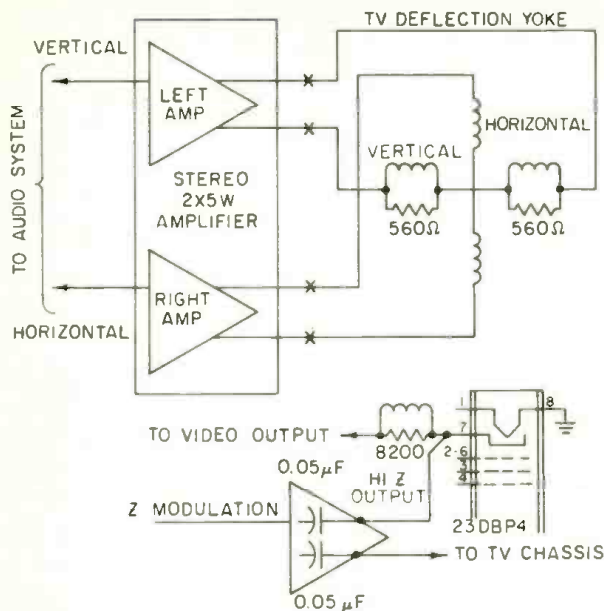 TV DEFLECTION YOKE
VERTICAL
LEFT
AMP
HORIZONTAL
VERTICAL
STEREO
2X5W
AMPLIFIER
560Ω
560Ω
TO AUDIO SYSTEM
RIGHT
AMP
HORIZONTAL
1
8
7
TO VIDEO OUTPUT
8200
2-6
3
4
0.05µF
HI Z
OUTPUT
Z MODULATION
23DBP4
TO TV CHASSIS
0.05µF